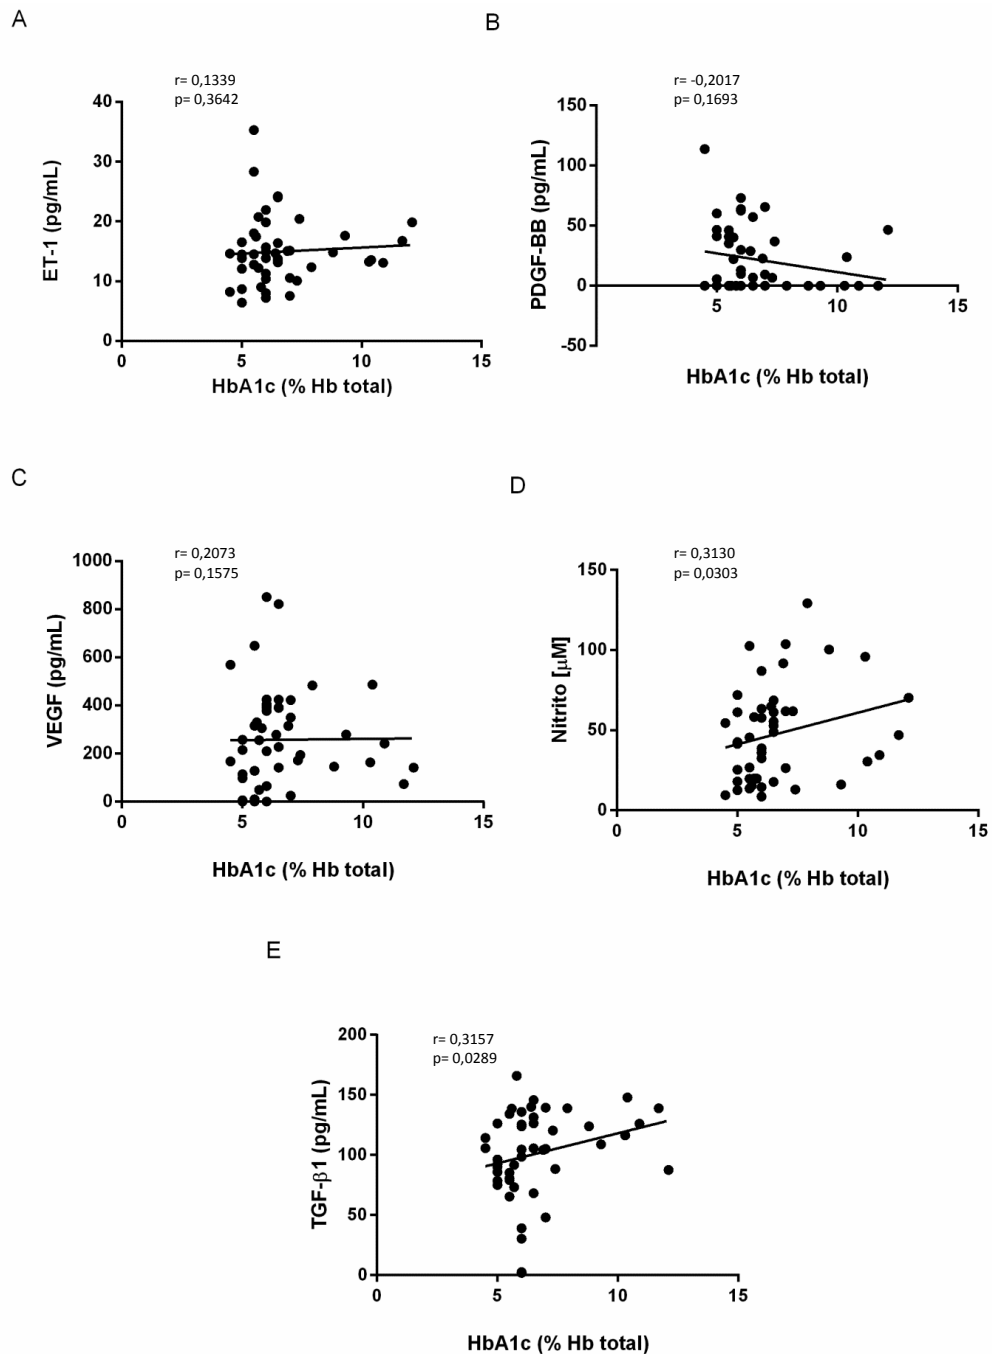 A
r= 0,1339
p= 0,3642
40
30
20
10
0
ET-1 (pg/mL)
0 5 10 15
HbA1c (% Hb total)
B
r= -0,2017
p= 0,1693
150
100
50
0
-50
PDGF-BB (pg/mL)
5 10 15
HbA1c (% Hb total)
C
r= 0,2073
p= 0,1575
1000
800
600
400
200
0
VEGF (pg/mL)
0 5 10 15
HbA1c (% Hb total)
D
r= 0,3130
p= 0,0303
150
100
50
0
Nitrito [µM]
0 5 10 15
HbA1c (% Hb total)
E
r= 0,3157
p= 0,0289
200
150
100
50
0
TGF-β1 (pg/mL)
0 5 10 15
HbA1c (% Hb total)